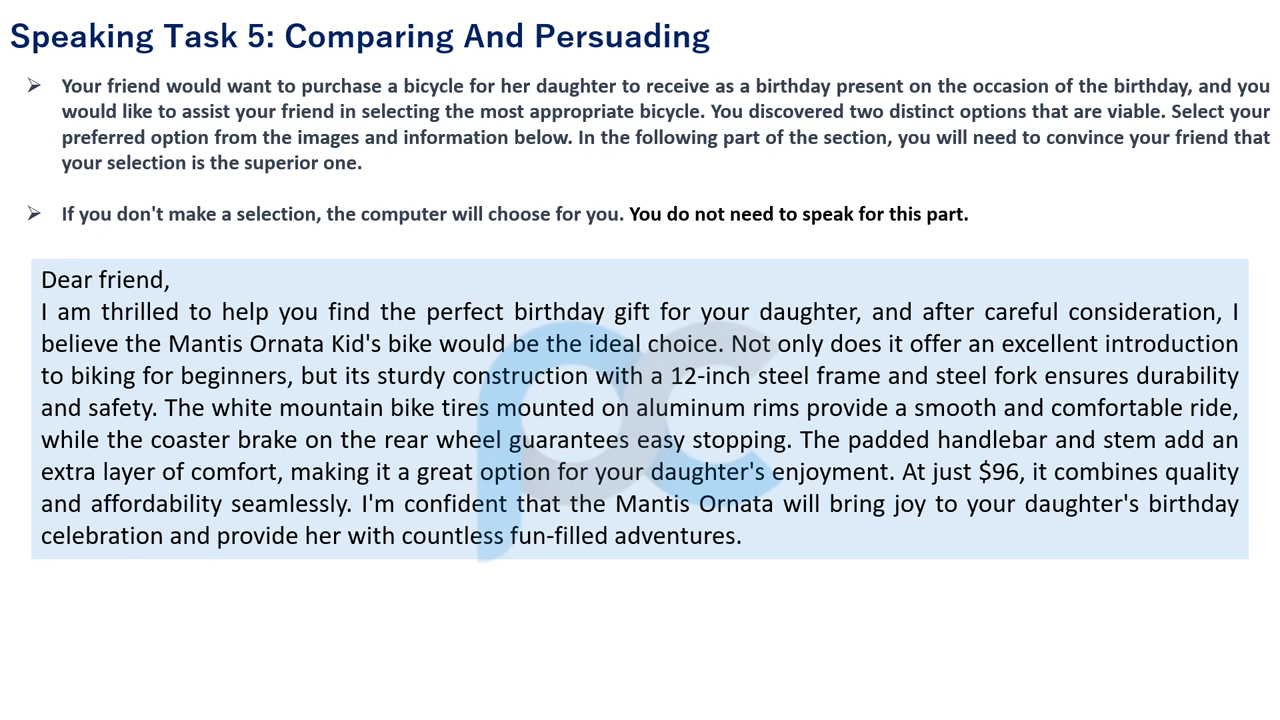 Speaking Task 5: Comparing And Persuading
Your friend would want to purchase a bicycle for her daughter to receive as a birthday present on the occasion of the birthday, and you
would like to assist your friend in selecting the most appropriate bicycle. You discovered two distinct options that are viable. Select your
preferred option from the images and information below. In the following part of the section, you will need to convince your friend that
your selection is the superior one.
If you don't make a selection, the computer will choose for you. You do not need to speak for this part.
Dear friend,
I am thrilled to help you find the perfect birthday gift for your daughter, and after careful consideration, I
believe the Mantis Ornata Kid's bike would be the ideal choice. Not only does it offer an excellent introduction
to biking for beginners, but its sturdy construction with a 12-inch steel frame and steel fork ensures durability
and safety. The white mountain bike tires mounted on aluminum rims provide a smooth and comfortable ride,
while the coaster brake on the rear wheel guarantees easy stopping. The padded handlebar and stem add an
extra layer of comfort, making it a great option for your daughter's enjoyment. At just $96, it combines quality
and affordability seamlessly. I'm confident that the Mantis Ornata will bring joy to your daughter's birthday
celebration and provide her with countless fun-filled adventures.
pc